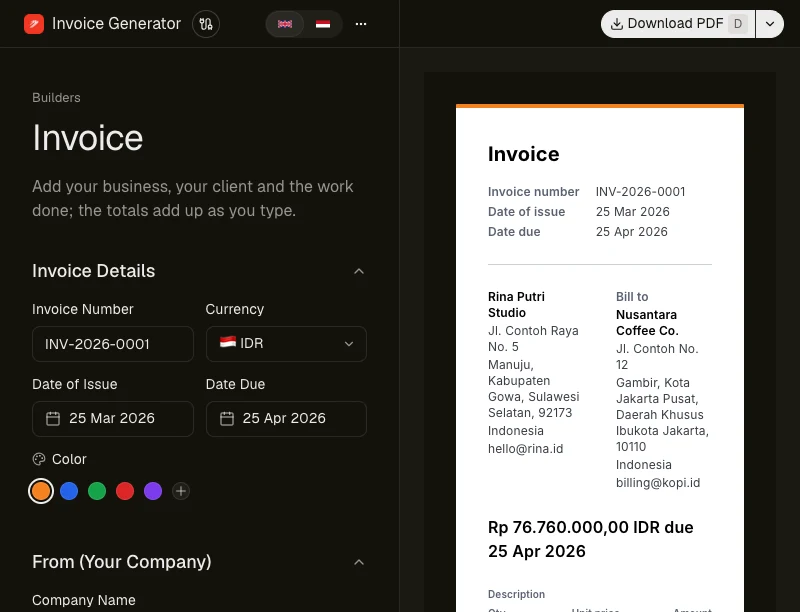 Invoice Generator
Download PDF D
Builders
Invoice
Add your business, your client and the work
done; the totals add up as you type.
Invoice Details
Invoice Number
Currency
INV-2026-0001
IDR
Date of Issue
Date Due
25 Mar 2026
25 Apr 2026
Color
From (Your Company)
Company Name
Invoice
Invoice number INV-2026-0001
Date of issue 25 Mar 2026
Date due 25 Apr 2026
Rina Putri
Studio
Jl. Contoh Raya
No. 5
Manuju,
Kabupaten
Gowa, Sulawesi
Selatan, 92173
Indonesia
hello@rina.id
Bill to
Nusantara
Coffee Co.
Jl. Contoh No.
12
Gambir, Kota
Jakarta Pusat,
Daerah Khusus
Ibukota Jakarta,
10110
Indonesia
billing@kopi.id
Rp 76.760.000,00 IDR due
25 Apr 2026
Description
Qty Unit price Amount